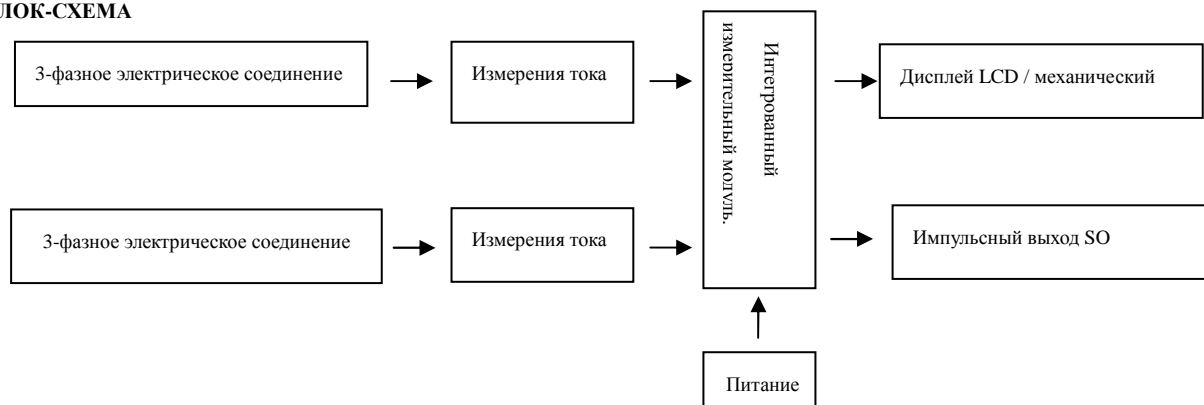 ЛОК-СХЕМА
3-фазное электрическое соединение
Измерения тока
Интегрованный
измерительный модуль.
Дисплей LCD / механический
3-фазное электрическое соединение
Измерения тока
Импульсный выход SO
Питание